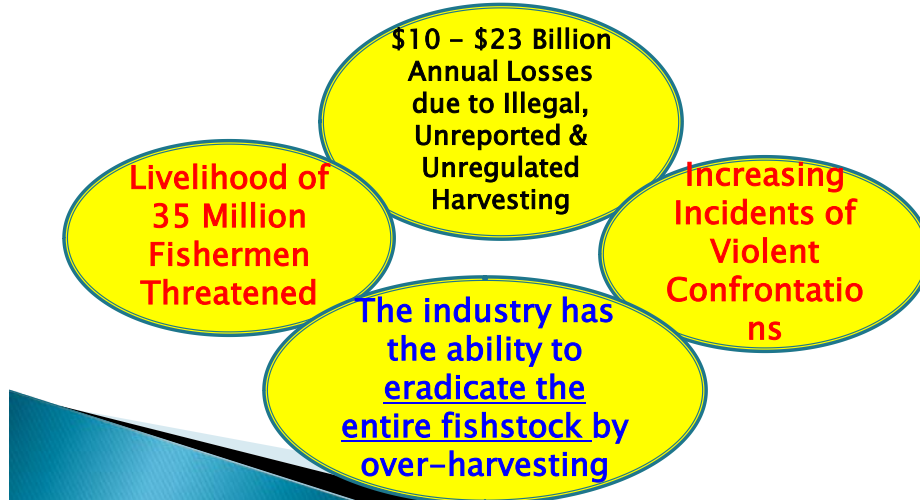 $10 - $23 Billion
Annual Losses
due to Illegal,
Unreported &
Unregulated
Harvesting
Livelihood of
35 Million
Fishermen
Threatened
Increasing
Incidents of
Violent
Confrontatio
ns
The industry has
the ability to
eradicate the
entire fishstock by
over-harvesting